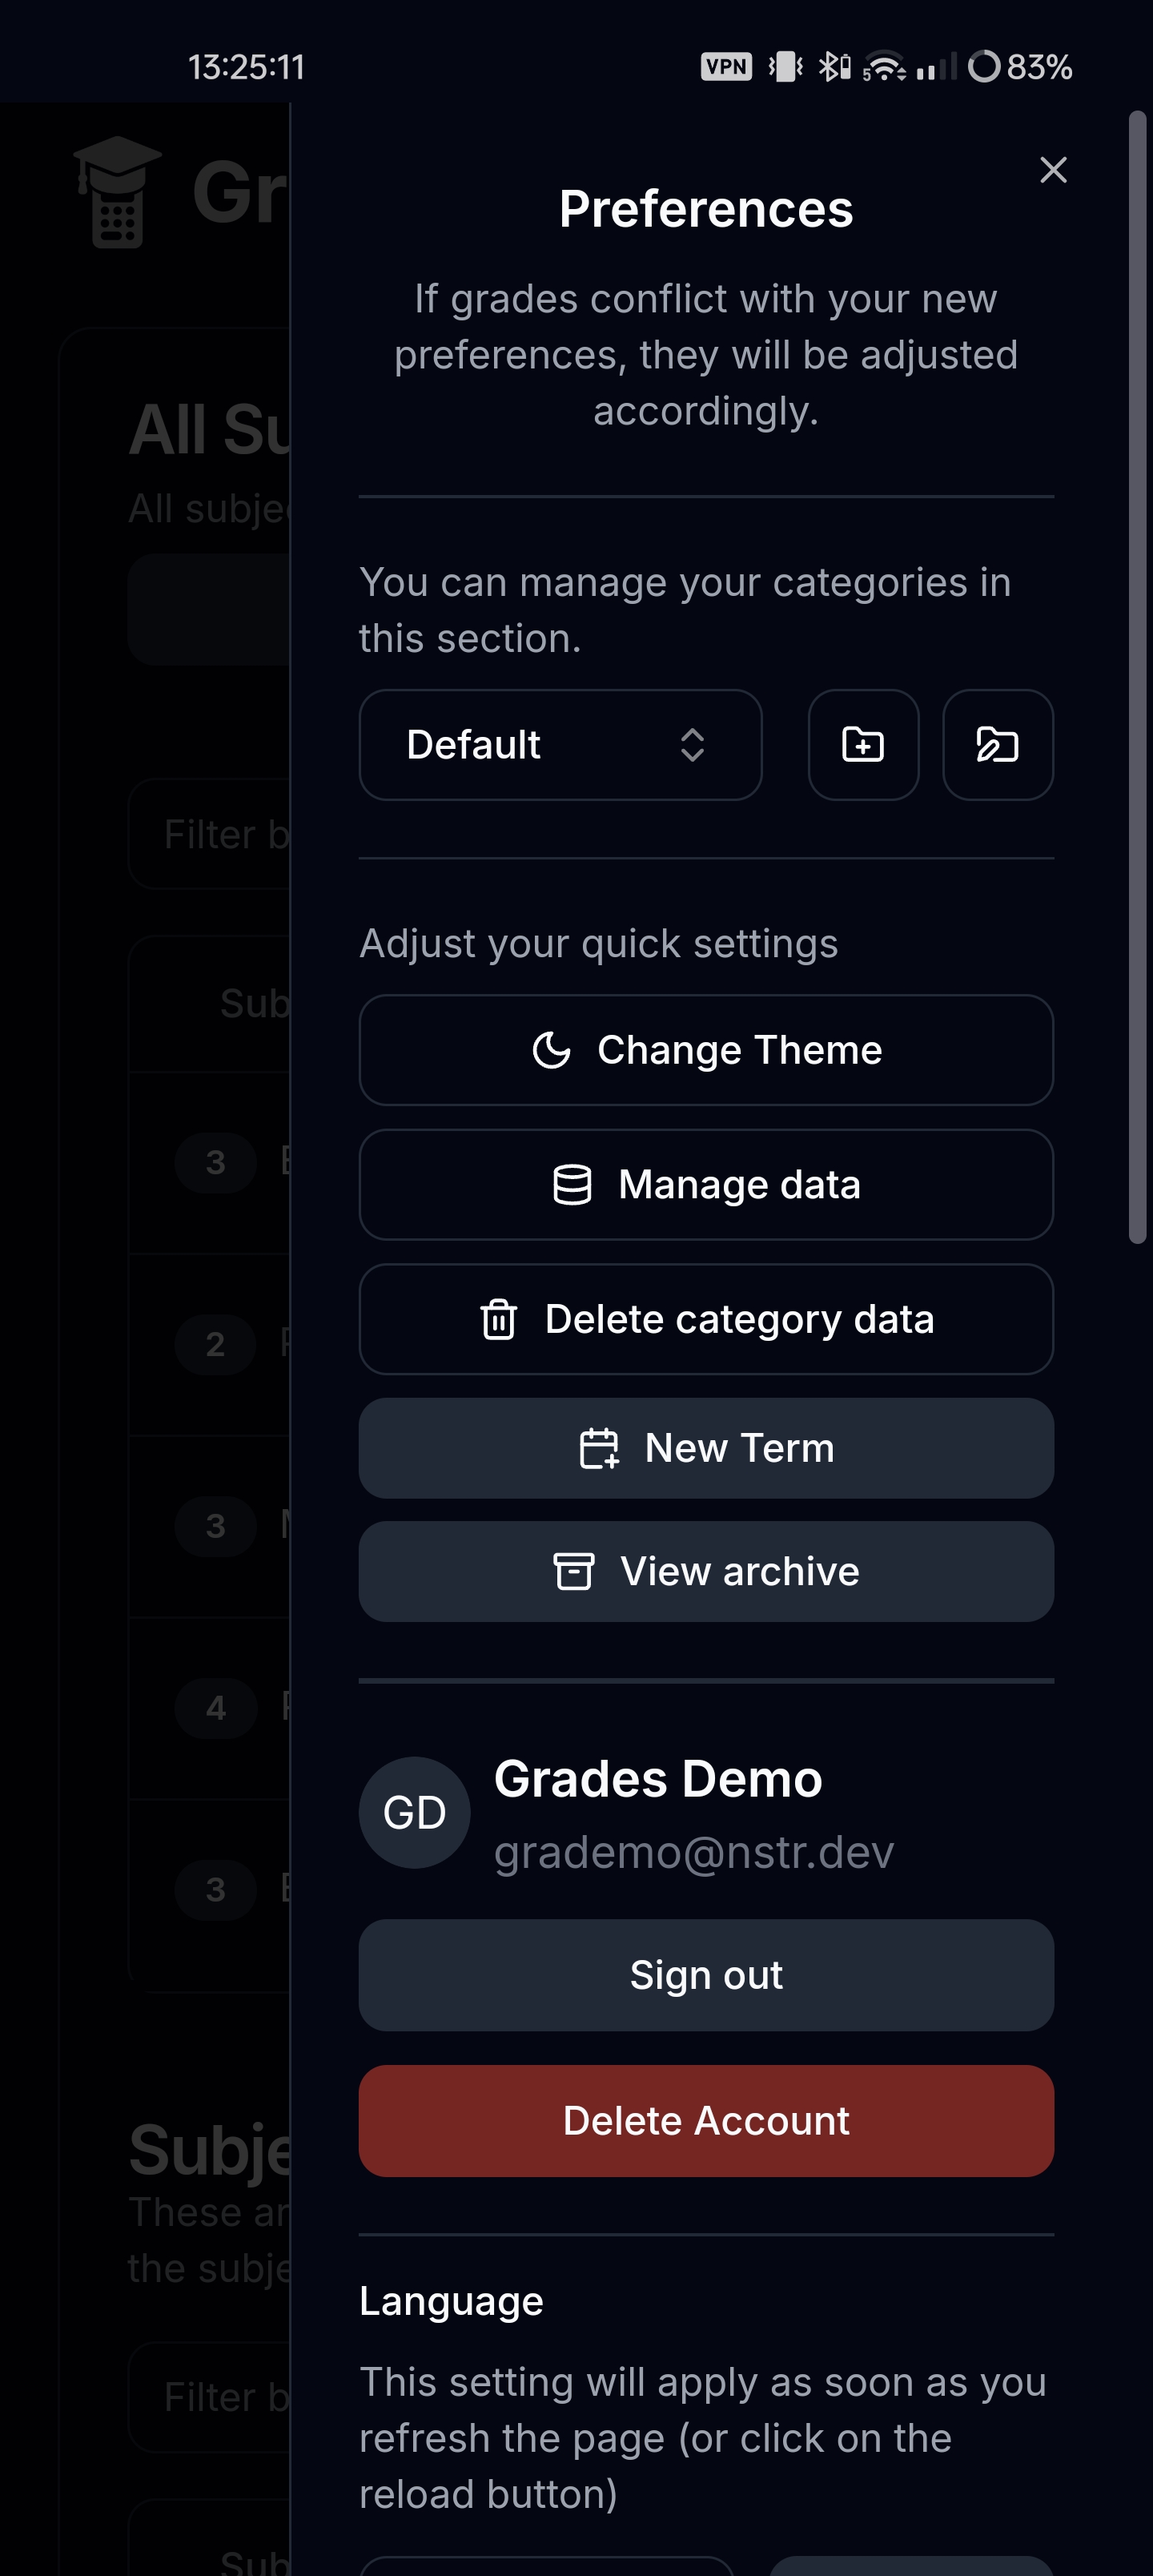 13:25:11
VPN
5
83%
Gr
Preferences
If grades conflict with your new
preferences, they will be adjusted
accordingly.
All Su
All subje
You can manage your categories in
this section.
Default
Filter b
Adjust your quick settings
Sub
Change Theme
3
Manage data
2
Delete category data
New Term
3
View archive
4
Grades Demo
GD
grademo@nstr.dev
3
Sign out
Delete Account
Subje
These ar
the subje
Language
This setting will apply as soon as you
refresh the page (or click on the
reload button)
Filter b
Sub